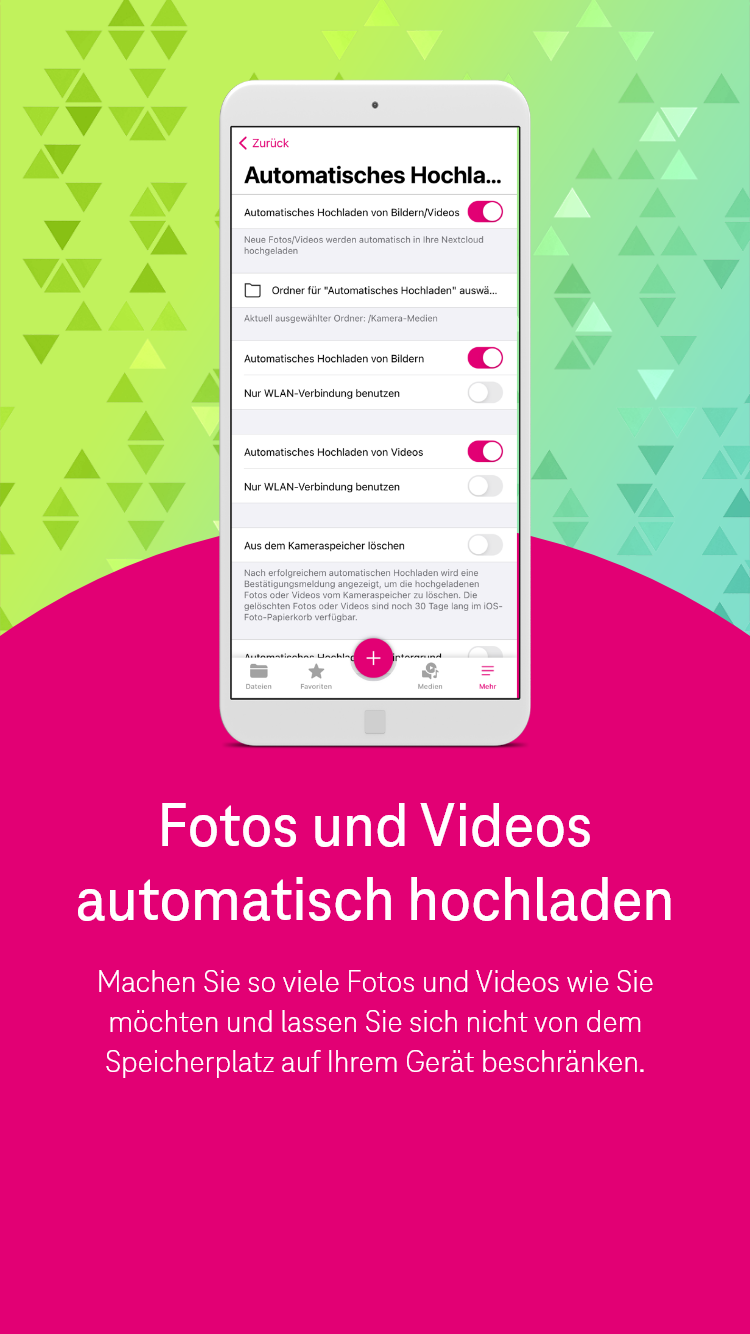 Zurück
Automatisches Hochla...
Automatisches Hochladen von Bildern/Videos
Neue Fotos/Videos werden automatisch in Ihre Nextcloud
hochgeladen
Ordner für "Automatisches Hochladen" auswä...
Aktuell ausgewählter Ordner: /Kamera-Medien
Automatisches Hochladen von Bildern
Nur WLAN-Verbindung benutzen
Automatisches Hochladen von Videos
Nur WLAN-Verbindung benutzen
Aus dem Kameraspeicher löschen
Nach erfolgreichem automatischen Hochladen wird eine
Bestätigungsmeldung angezeigt, um die hochgeladenen
Fotos oder Videos vom Kameraspeicher zu löschen. Die
gelöschten Fotos oder Videos sind noch 30 Tage lang im iOS-
Foto-Papierkorb verfügbar.
Automatisches
Dateien
Favoriten
Medien
Mehr
Fotos und Videos
automatisch hochladen
Machen Sie so viele Fotos und Videos wie Sie
möchten und lassen Sie sich nicht von dem
Speicherplatz auf Ihrem Gerät beschränken.